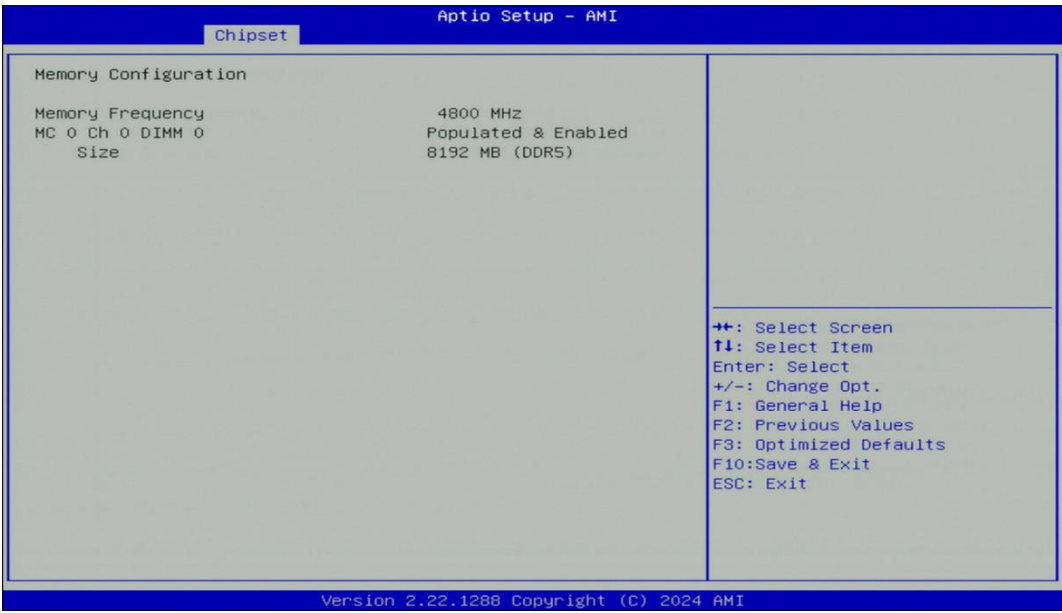 Aptio Setup – AMI
Chipset
Memory Configuration
Memory Frequency 4800 MHz
MC 0 Ch 0 DIMM 0 Populated & Enabled
Size 8192 MB (DDR5)
→←: Select Screen
↑↓: Select Item
Enter: Select
+/-: Change Opt.
F1: General Help
F2: Previous Values
F3: Optimized Defaults
F10:Save & Exit
ESC: Exit
Version 2.22.1288 Copyright (C) 2024 AMI